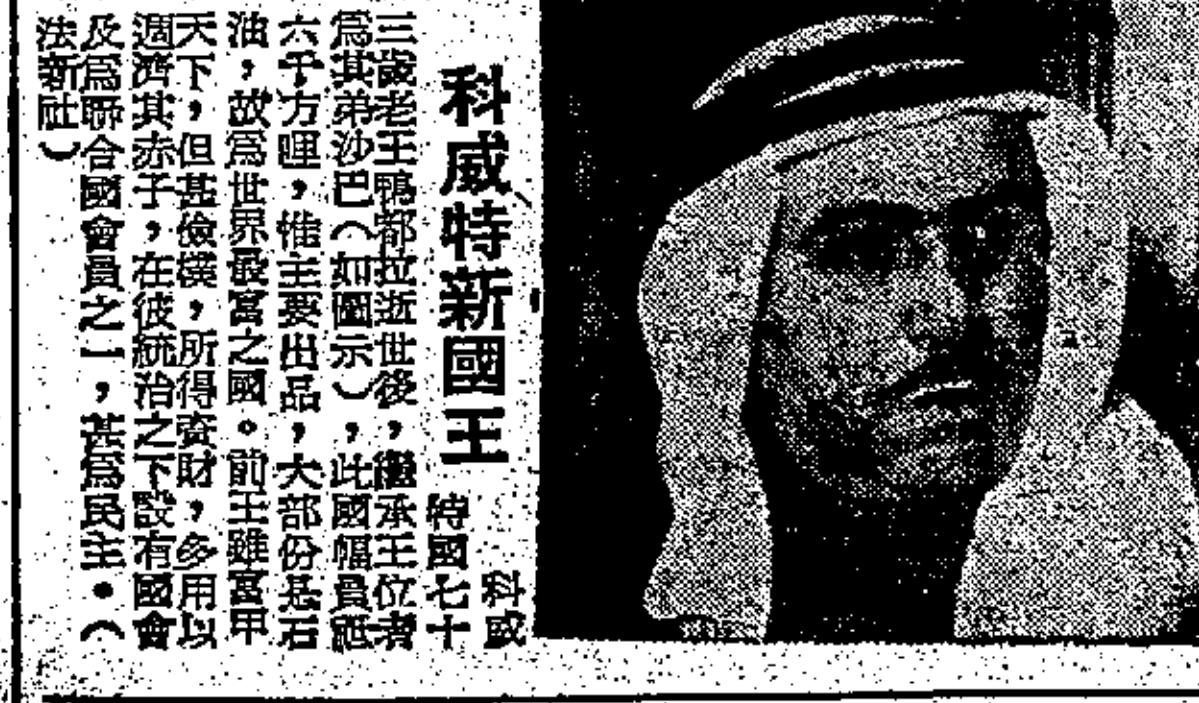 科威特新國王
科威
特國七十
三歲老王鴨都拉逝世後，繼承王位者
爲其弟沙巴（如圖示），此國幅員祗
六千方哩，惟主要出品，大部份是石
油，故爲世界最富之國。前王雖富甲
天下，但甚儉樸，所得資財，多用以
週濟其赤子，在彼統治之下設有國會
及爲聯合國會員之一，甚爲民主。（
法新社）